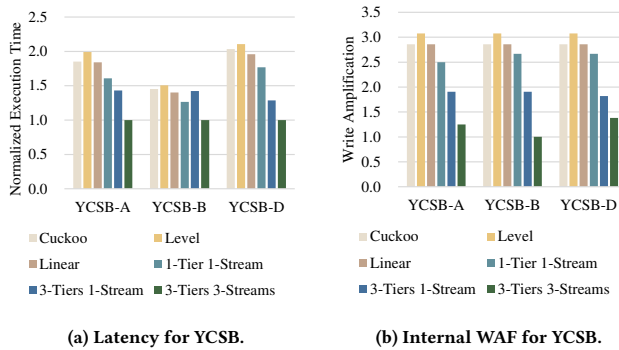 Normalized Execution Time
2.5
2.0
1.5
1.0
0.5
0.0
YCSB-A YCSB-B YCSB-D
Cuckoo Level
Linear 1-Tier 1-Stream
3-Tiers 1-Stream 3-Tiers 3-Streams
(a) Latency for YCSB.
Write Amplification
3.5
3.0
2.5
2.0
1.5
1.0
0.5
0.0
YCSB-A YCSB-B YCSB-D
Cuckoo Level
Linear 1-Tier 1-Stream
3-Tiers 1-Stream 3-Tiers 3-Streams
(b) Internal WAF for YCSB.